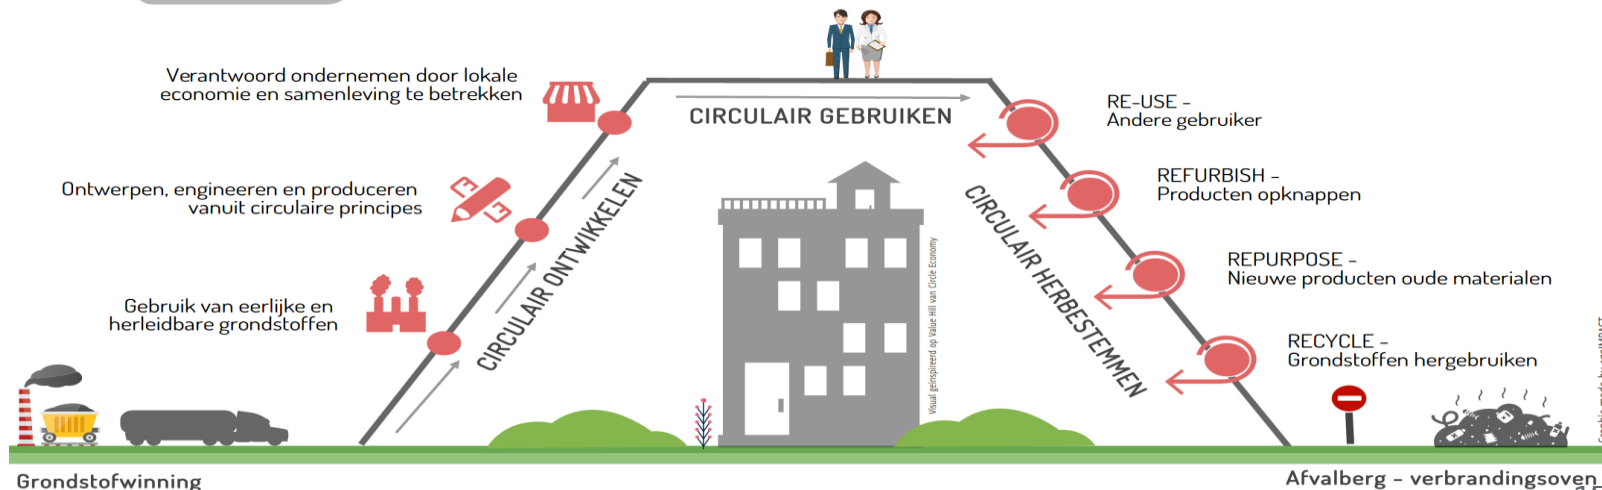 Verantwoord ondernemen door lokale
economie en samenleving te betrekken
Ontwerpen, engineeren en produceren
vanuit circulaire principes
Gebruik van eerlijke en
herleidbare grondstoffen
CIRCULAIR ONTWIKKELEN
CIRCULAIR GEBRUIKEN
CIRCULAIR HERBESTEMMEN
RE-USE -
Andere gebruiker
REFURBISH -
Producten opknappen
REPURPOSE -
Nieuwe producten oude materialen
RECYCLE -
Grondstoffen hergebruiken
Visual geïnspireerd op Value Hill van Circle Economy
Grondstofwinning
Afvalberg - verbrandingsoven